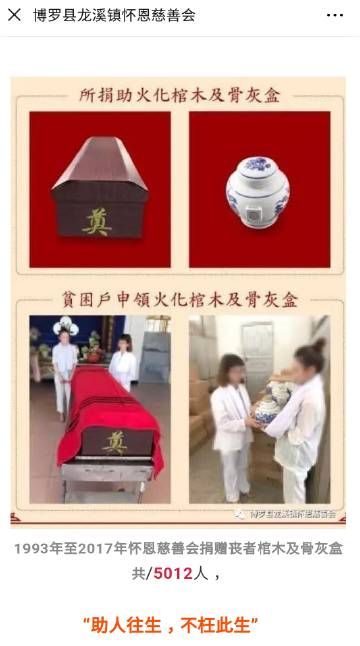 博罗县龙溪镇怀恩慈善会
所捐助火化棺木及骨灰盒
奠
貧困戶申領火化棺木及骨灰盒
奠
博罗县龙溪镇怀恩慈善会
1993年至2017年怀恩慈善会捐赠丧者棺木及骨灰盒
共/5012人，
“助人往生，不枉此生”